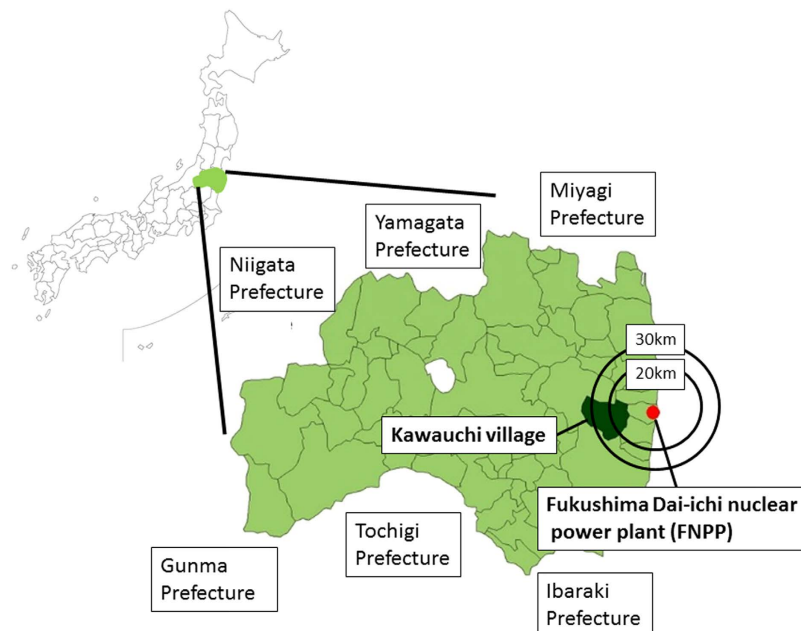 Miyagi
Prefecture
Yamagata
Prefecture
Niigata
Prefecture
30km
20km
Kawauchi village
Fukushima Dai-ichi nuclear
power plant (FNPP)
Tochigi
Prefecture
Gunma
Prefecture
Ibaraki
Prefecture